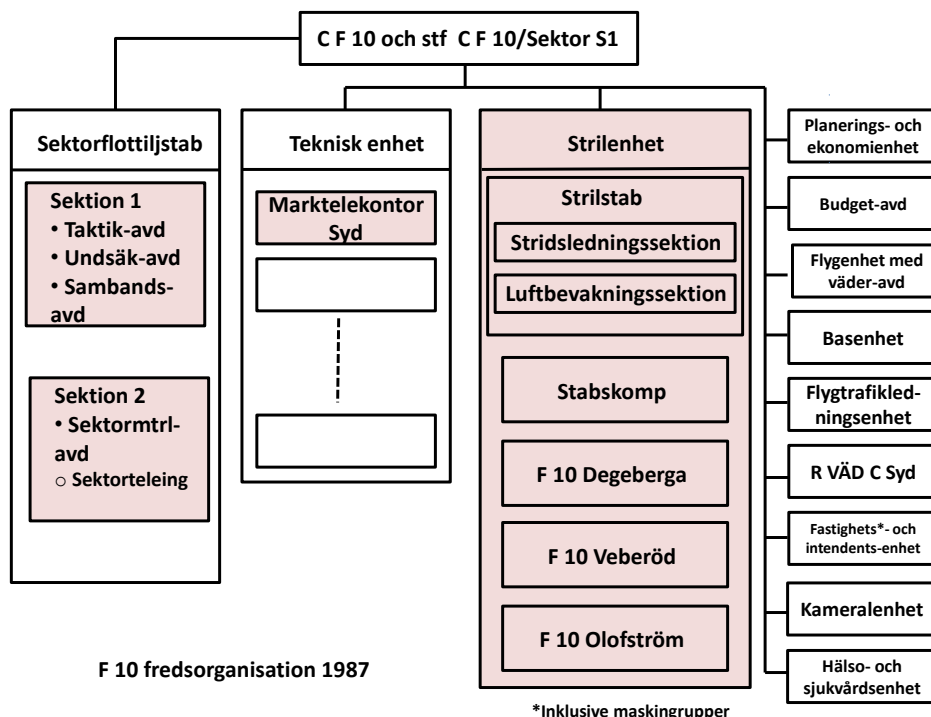 C F 10 och stf C F 10/Sektor S1
Sektorflottiljstab
Sektion 1
• Taktik-avd
• Undsäk-avd
• Sambands-
avd
Sektion 2
• Sektormtrl-
avd
○ Sektorteleing
Teknisk enhet
Marktelekontor
Syd
Strilenhet
Strilstab
Stridsledningssektion
Luftbevakningssektion
Stabskomp
F 10 Degeberga
F 10 Veberöd
F 10 Olofström
Planerings- och
ekonomienhet
Budget-avd
Flygenhet med
väder-avd
Basenhet
Flygtrafikled-
ningsenhet
R VÄD C Syd
Fastighets*- och
intendents-enhet
Kameralenhet
Hälso- och
sjukvårdsenhet
F 10 fredsorganisation 1987
*Inklusive maskingrupper